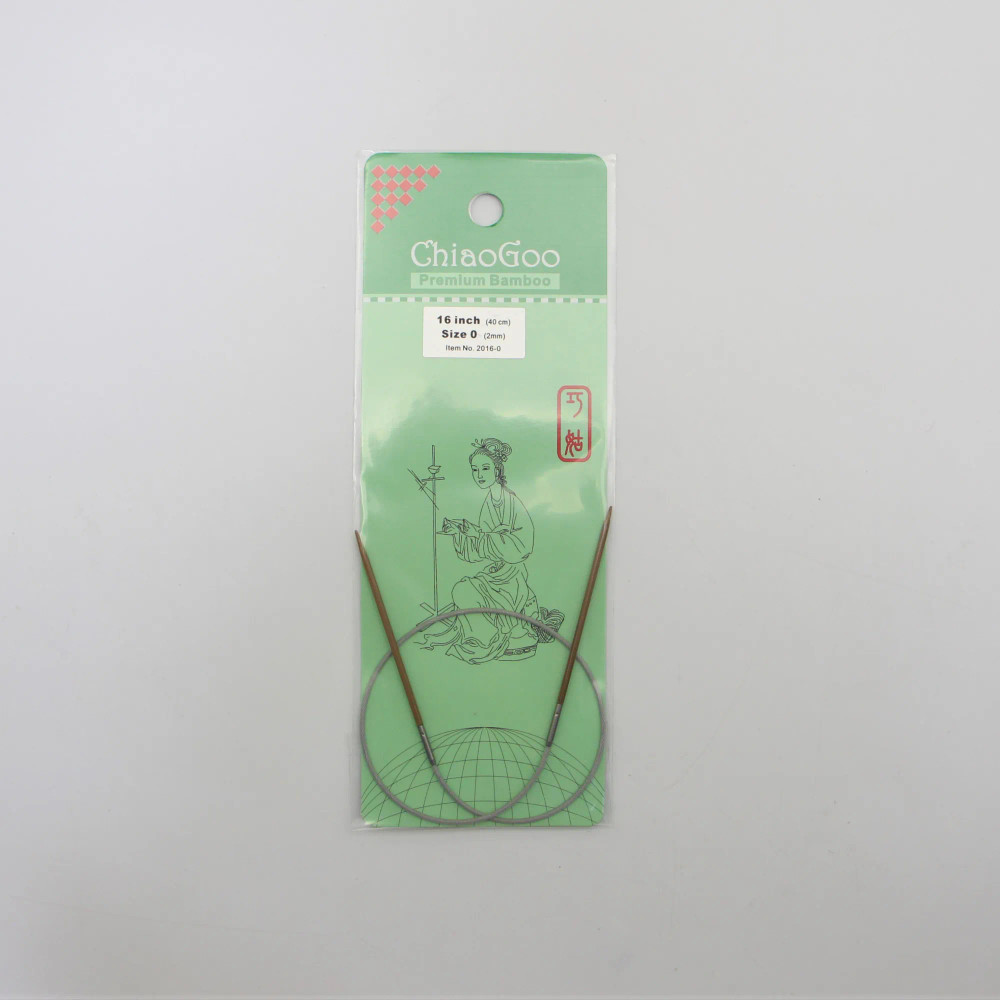 ChiaoGoo
Premium Bamboo
16 inch (40 cm)
Size 0 (2mm)
Item No. 2016-0
巧
姑